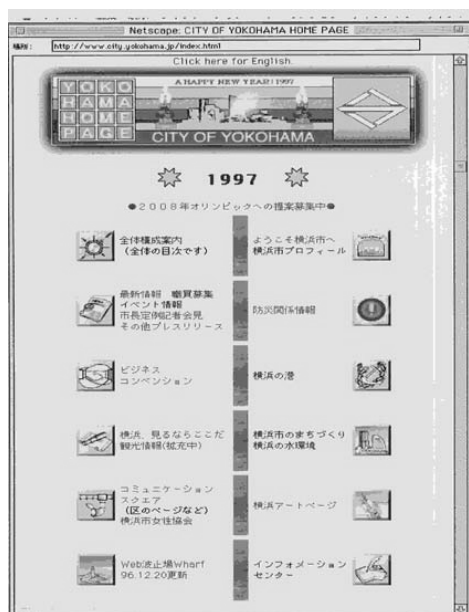 Netscape: CITY OF YOKOHAMA HOME PAGE
場所: http://www.city.yokohama.jp/index.html
Click here for English.
YOKO
HAMA
HOME
PAGE
A HAPPY NEW YEAR! 1997
CITY OF YOKOHAMA
1997
●2008年オリンピックへの提案募集中●
全体構成案内
(全体の目次です)
ようこそ横浜市へ
横浜市プロフィール
最新情報 職員募集
イベント情報
市長定例記者会見
その他プレスリリース
防災関係情報
ビジネス
コンベンション
横浜の港
横浜、見るならここだ
観光情報(拡充中)
横浜市のまちづくり
横浜の水環境
コミュニケーション
スクエア
(区のページなど)
横浜市女性協会
横浜アートページ
Web波止場Wharf
96.12.20更新
インフォメーション
センター